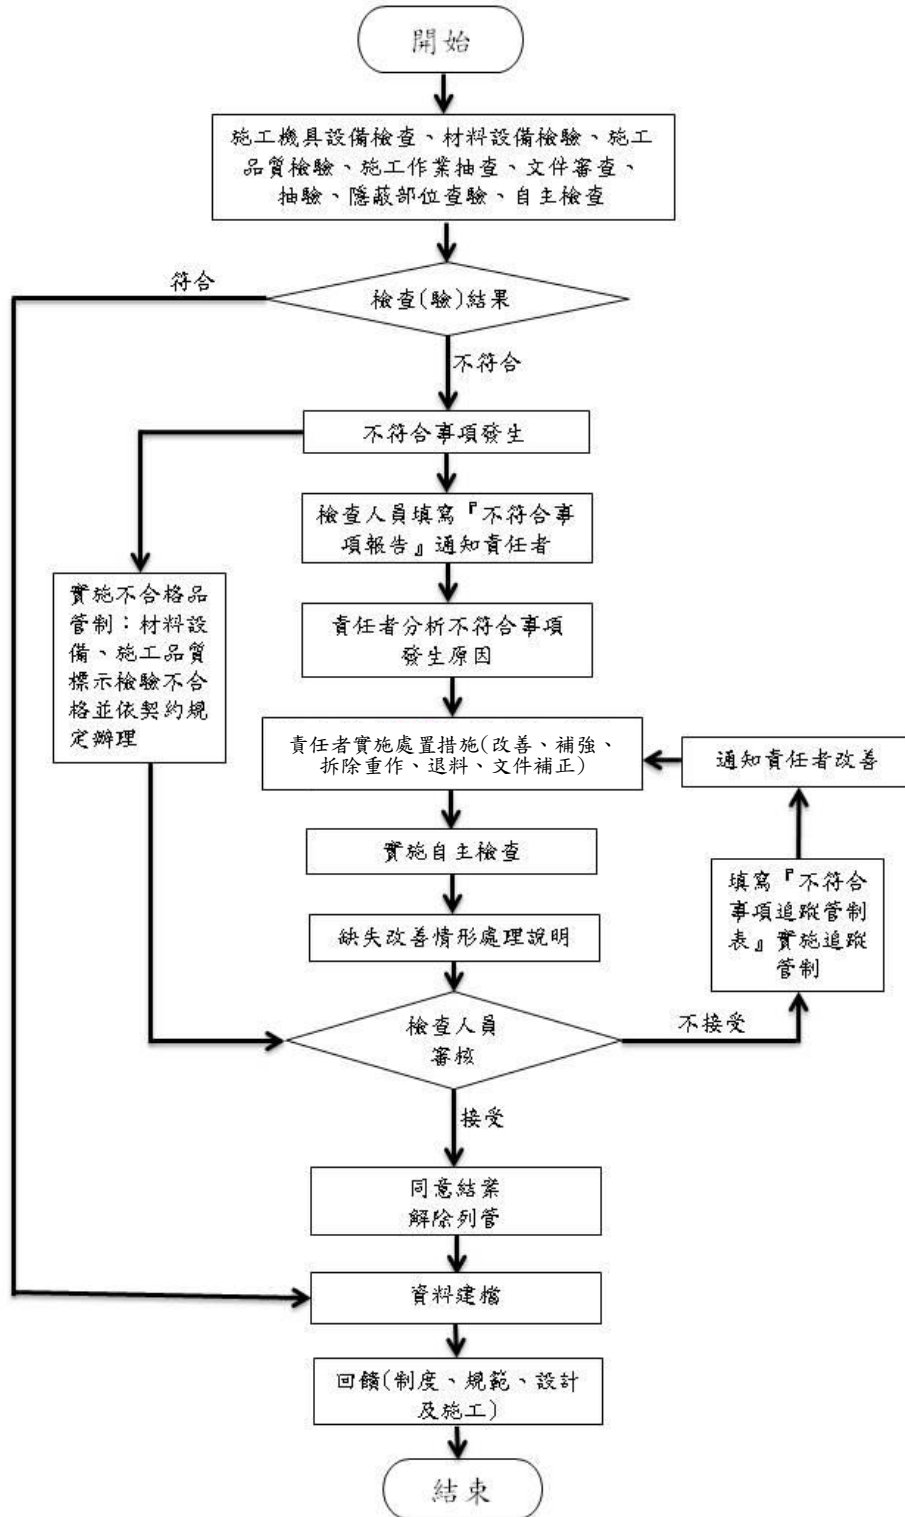 開始
施工機具設備檢查、材料設備檢驗、施工
品質檢驗、施工作業抽查、文件審查、
抽驗、隱蔽部位查驗、自主檢查
符合
檢查(驗)結果
不符合
不符合事項發生
檢查人員填寫『不符合事
項報告』通知責任者
實施不合格品
管制：材料設
備、施工品質
標示檢驗不合
格並依契約規
定辦理
責任者分析不符合事項
發生原因
責任者實施處置措施(改善、補強、
拆除重作、退料、文件補正)
通知責任者改善
實施自主檢查
填寫『不符合
事項追蹤管制
表』實施追蹤
管制
缺失改善情形處理說明
檢查人員
審核
不接受
接受
同意結案
解除列管
資料建檔
回饋(制度、規範、設計
及施工)
結束